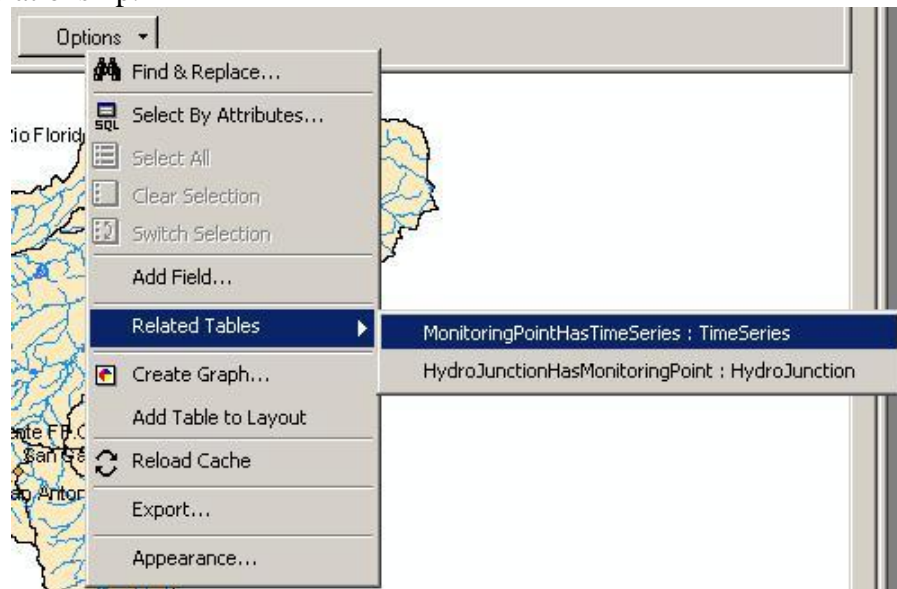 Options
Find & Replace...
SQL
Select By Attributes...
Select All
Clear Selection
Switch Selection
Add Field...
Related Tables
MonitoringPointHasTimeSeries : TimeSeries
HydroJunctionHasMonitoringPoint : HydroJunction
Create Graph...
Add Table to Layout
Reload Cache
Export...
Appearance...